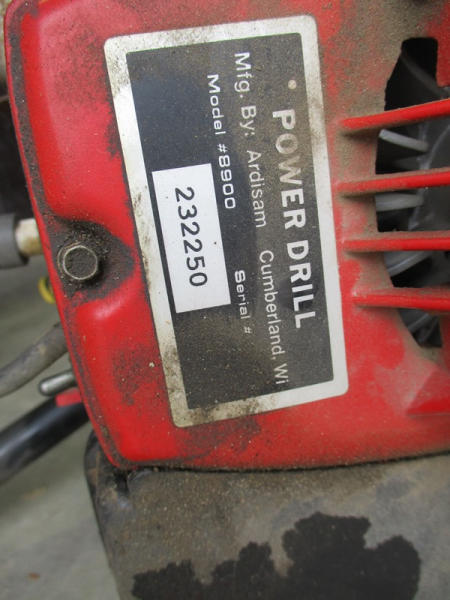 POWER DRILL
Mfg. By: Ardisam Cumberland, Wi
Model #8900 Serial #
232250